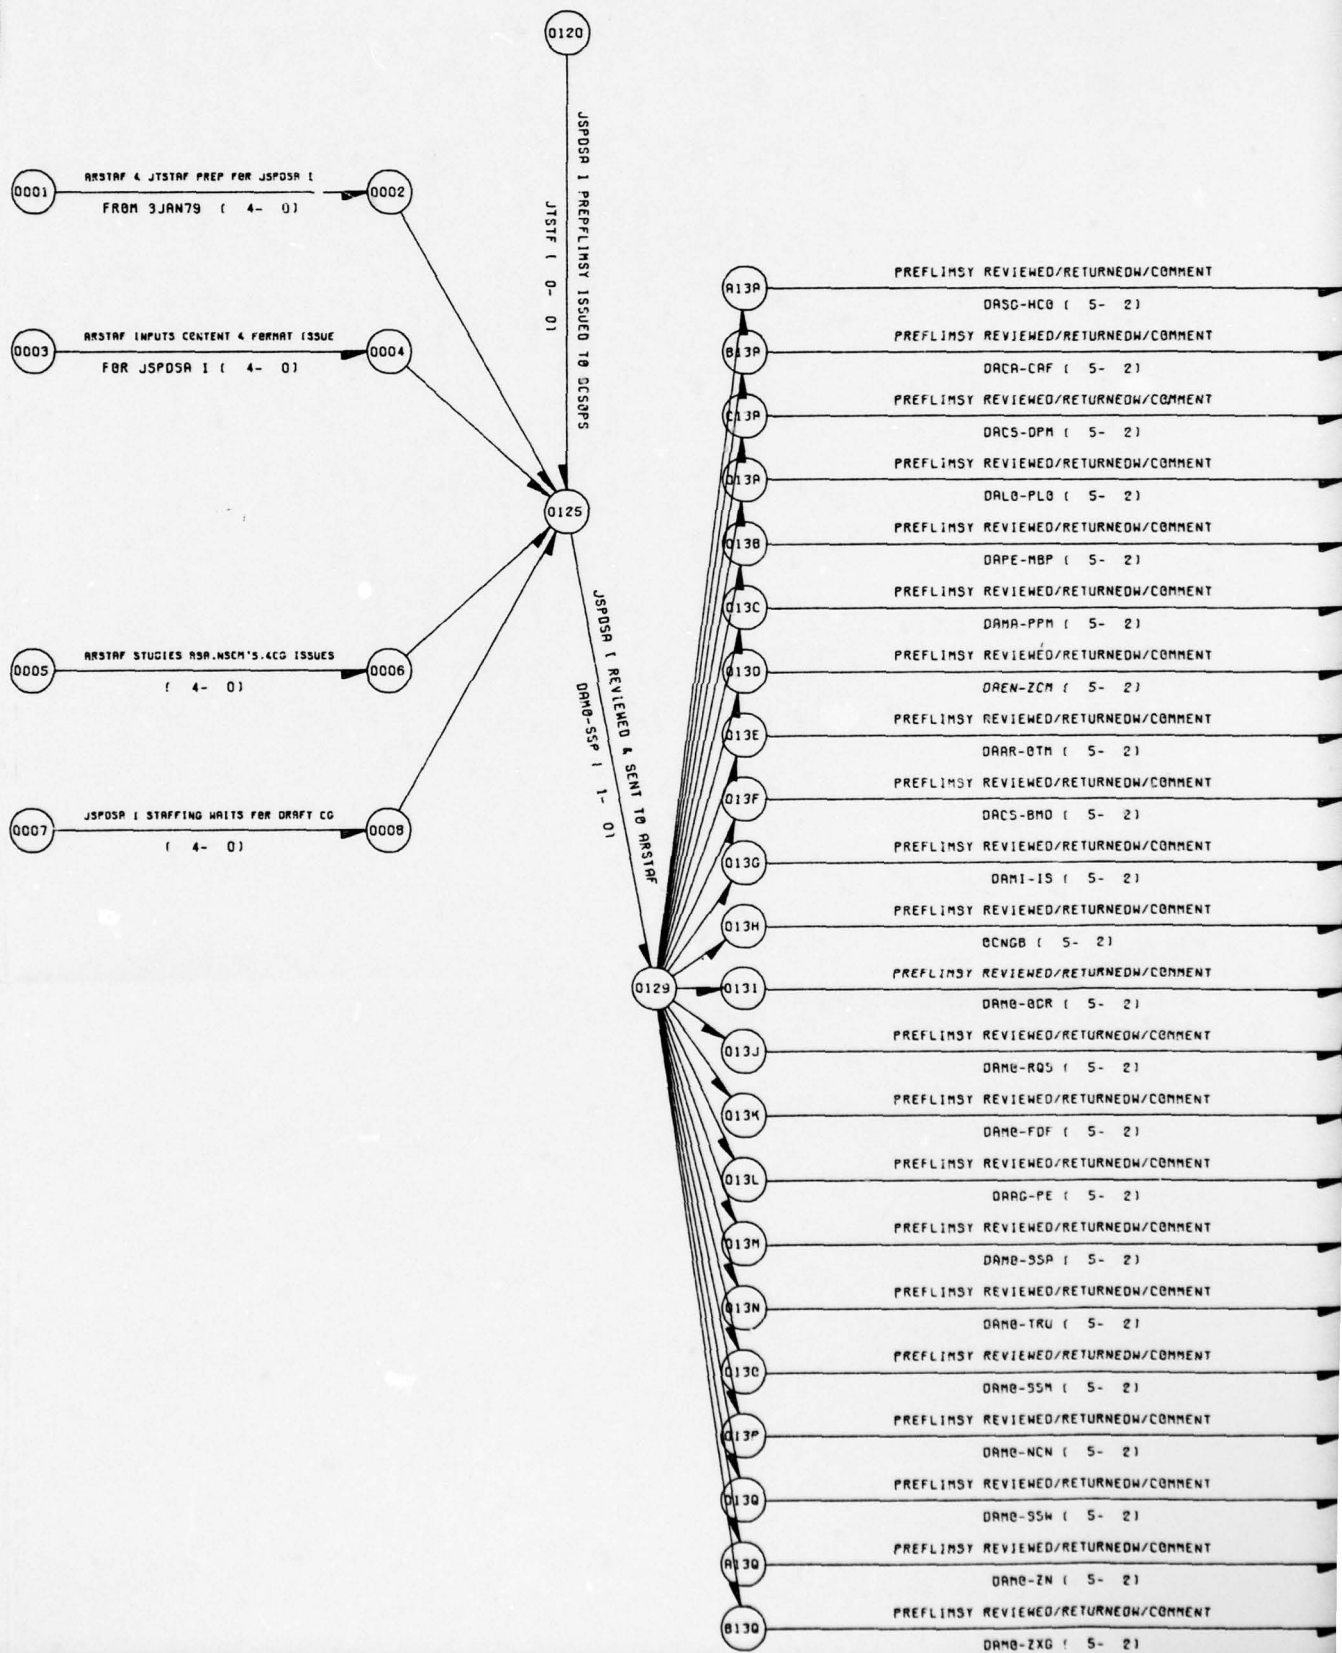 0120
JSPDSA I PREPFLIMSY ISSUED TO DCSOPS
JTSTF ( 0- 0)
0001
ARSTAF & JTSTAF PREP FOR JSPDSA I
FROM 3JAN79 ( 4- 0)
0002
0003
ARSTAF INPUTS CONTENT & FORMAT ISSUE
FOR JSPDSA I ( 4- 0)
0004
0125
0005
ARSTAF STUDIES ASA.NSCM'S.&CG ISSUES
( 4- 0)
0006
0007
JSPDSA I STAFFING WAITS FOR DRAFT CG
( 4- 0)
0008
JSPDSA I REVIEWED & SENT TO ARSTAF
DAMO-SSP ( 1- 0)
0129
A13A
PREFLIMSY REVIEWED/RETURNEDW/COMMENT
DASG-HCO ( 5- 2)
B13A
PREFLIMSY REVIEWED/RETURNEDW/COMMENT
DACA-CAF ( 5- 2)
C13A
PREFLIMSY REVIEWED/RETURNEDW/COMMENT
DACS-DPM ( 5- 2)
013A
PREFLIMSY REVIEWED/RETURNEDW/COMMENT
DALO-PLO ( 5- 2)
013B
PREFLIMSY REVIEWED/RETURNEDW/COMMENT
DAPE-MBP ( 5- 2)
013C
PREFLIMSY REVIEWED/RETURNEDW/COMMENT
DAMA-PPM ( 5- 2)
013D
PREFLIMSY REVIEWED/RETURNEDW/COMMENT
DAEN-ZCM ( 5- 2)
013E
PREFLIMSY REVIEWED/RETURNEDW/COMMENT
DAAR-OTM ( 5- 2)
013F
PREFLIMSY REVIEWED/RETURNEDW/COMMENT
DACS-BMD ( 5- 2)
013G
PREFLIMSY REVIEWED/RETURNEDW/COMMENT
DAMI-IS ( 5- 2)
013H
PREFLIMSY REVIEWED/RETURNEDW/COMMENT
OCNGB ( 5- 2)
013I
PREFLIMSY REVIEWED/RETURNEDW/COMMENT
DAMO-ODR ( 5- 2)
013J
PREFLIMSY REVIEWED/RETURNEDW/COMMENT
DAMO-RQS ( 5- 2)
013K
PREFLIMSY REVIEWED/RETURNEDW/COMMENT
DAMO-FDF ( 5- 2)
013L
PREFLIMSY REVIEWED/RETURNEDW/COMMENT
DAAG-PE ( 5- 2)
013M
PREFLIMSY REVIEWED/RETURNEDW/COMMENT
DAMO-SSP ( 5- 2)
013N
PREFLIMSY REVIEWED/RETURNEDW/COMMENT
DAMO-TRU ( 5- 2)
013O
PREFLIMSY REVIEWED/RETURNEDW/COMMENT
DAMO-SSM ( 5- 2)
013P
PREFLIMSY REVIEWED/RETURNEDW/COMMENT
DAMO-NCN ( 5- 2)
013Q
PREFLIMSY REVIEWED/RETURNEDW/COMMENT
DAMO-SSW ( 5- 2)
A13Q
PREFLIMSY REVIEWED/RETURNEDW/COMMENT
DAMO-ZN ( 5- 2)
B13Q
PREFLIMSY REVIEWED/RETURNEDW/COMMENT
DAMO-ZXG ( 5- 2)